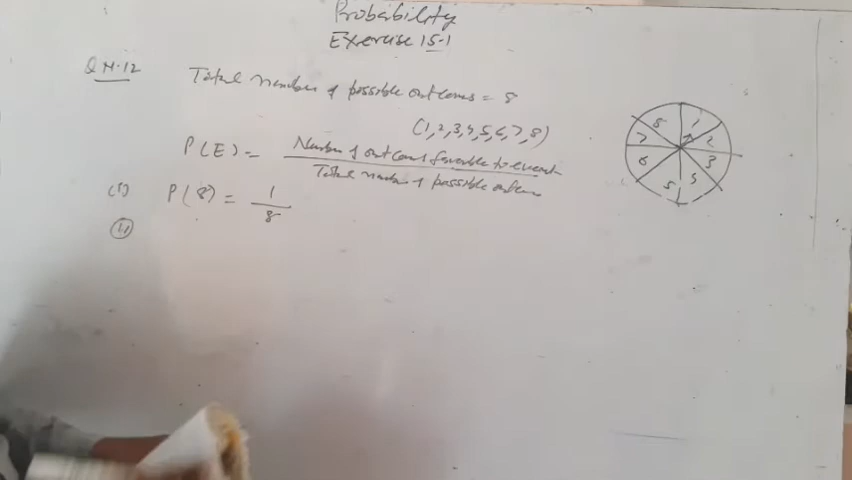 Probability
Exercise 15.1
Q N. 12
Total number of possible outcomes = 8
(1,2,3,4,5,6,7,8)
P(E) = Number of outcomes favorable to event
Total number of possible outcomes
(i) P(8) = 1
8
(ii)
8 1
7 2
6 3
5 5